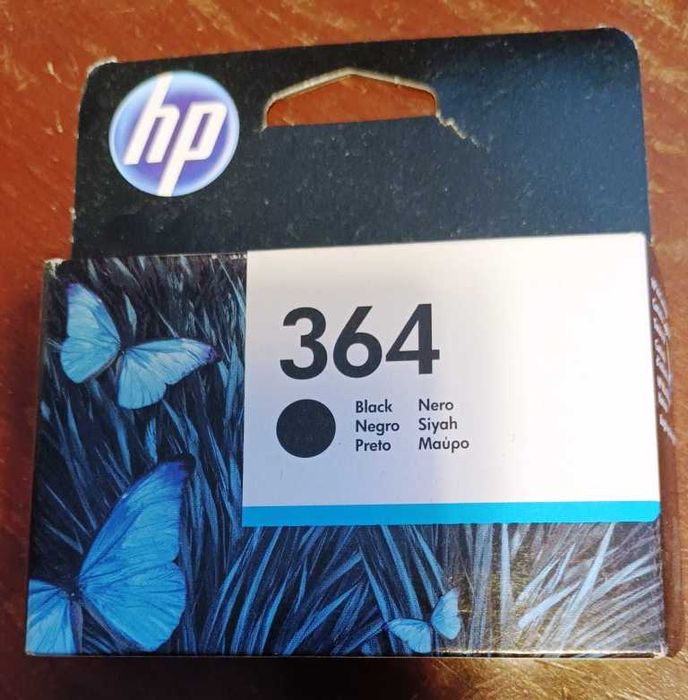 hp
364
Black Nero
Negro Siyah
Preto Μαύρο